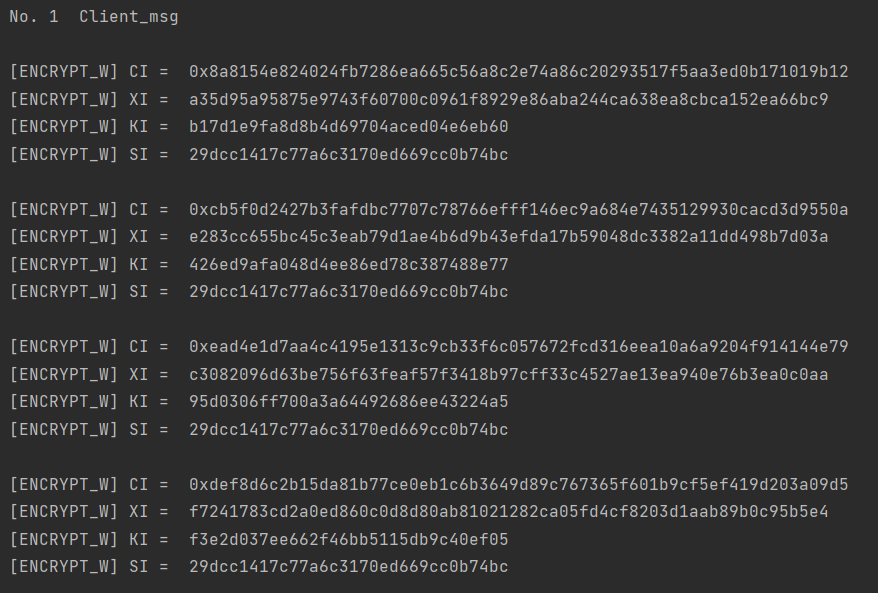 No. 1  Client_msg
[ENCRYPT_W] CI =  0x8a8154e824024fb7286ea665c56a8c2e74a86c20293517f5aa3ed0b171019b12
[ENCRYPT_W] XI =  a35d95a95875e9743f60700c0961f8929e86aba244ca638ea8cbca152ea66bc9
[ENCRYPT_W] KI =  b17d1e9fa8d8b4d69704aced04e6eb60
[ENCRYPT_W] SI =  29dcc1417c77a6c3170ed669cc0b74bc
[ENCRYPT_W] CI =  0xcb5f0d2427b3fafdbc7707c78766efff146ec9a684e7435129930cacd3d9550a
[ENCRYPT_W] XI =  e283cc655bc45c3eab79d1ae4b6d9b43efda17b59048dc3382a11dd498b7d03a
[ENCRYPT_W] KI =  426ed9afa048d4ee86ed78c387488e77
[ENCRYPT_W] SI =  29dcc1417c77a6c3170ed669cc0b74bc
[ENCRYPT_W] CI =  0xead4e1d7aa4c4195e1313c9cb33f6c057672fcd316eea10a6a9204f914144e79
[ENCRYPT_W] XI =  c3082096d63be756f63feaf57f3418b97cff33c4527ae13ea940e76b3ea0c0aa
[ENCRYPT_W] KI =  95d0306ff700a3a64492686ee43224a5
[ENCRYPT_W] SI =  29dcc1417c77a6c3170ed669cc0b74bc
[ENCRYPT_W] CI =  0xdef8d6c2b15da81b77ce0eb1c6b3649d89c767365f601b9cf5ef419d203a09d5
[ENCRYPT_W] XI =  f7241783cd2a0ed860c0d8d80ab81021282ca05fd4cf8203d1aab89b0c95b5e4
[ENCRYPT_W] KI =  f3e2d037ee662f46bb5115db9c40ef05
[ENCRYPT_W] SI =  29dcc1417c77a6c3170ed669cc0b74bc